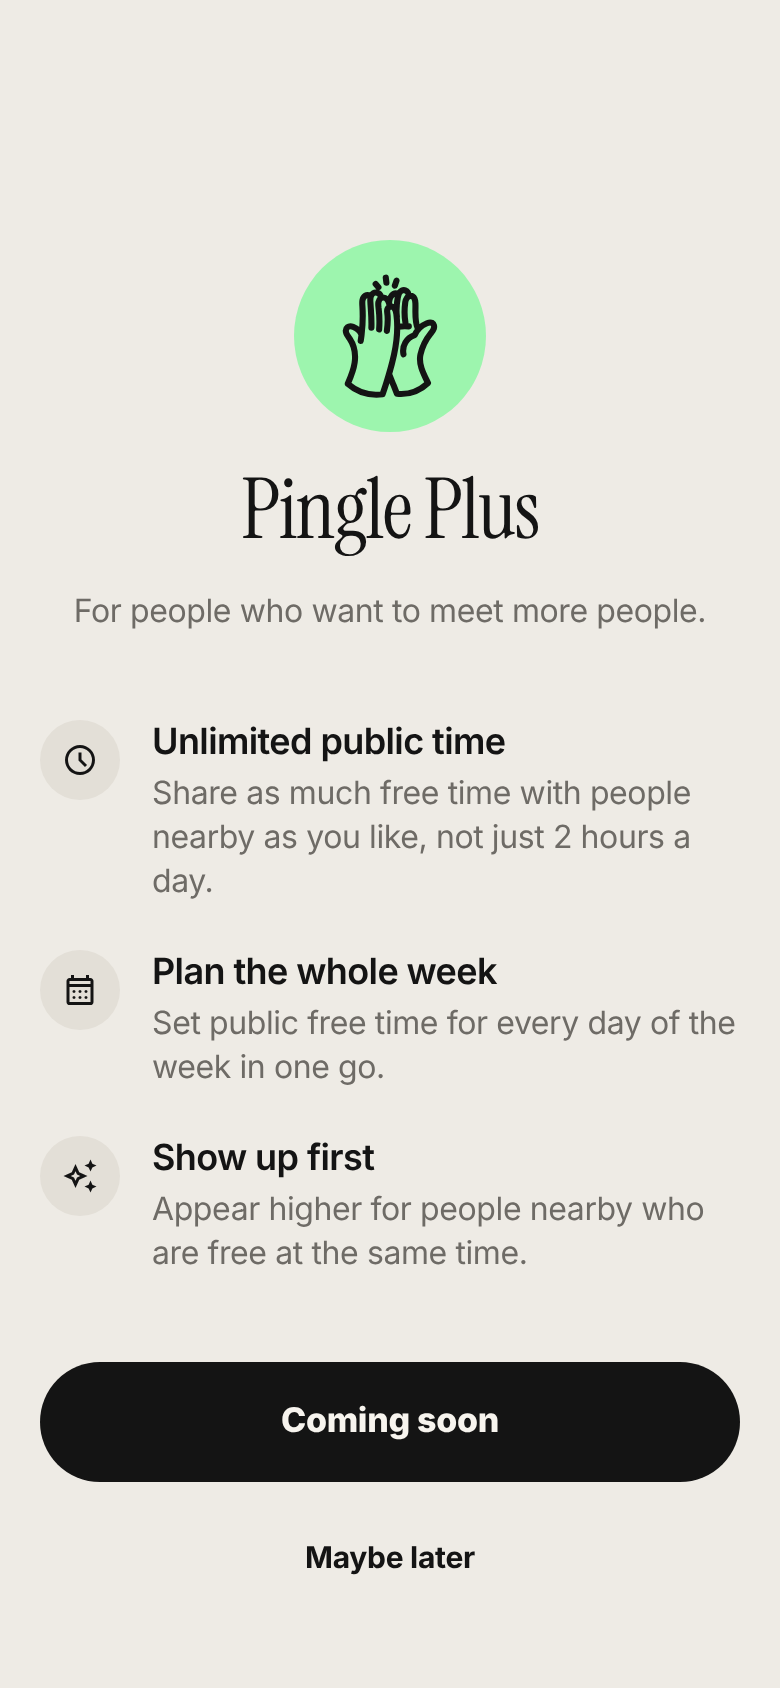 Pingle Plus
For people who want to meet more people.
Unlimited public time
Share as much free time with people
nearby as you like, not just 2 hours a
day.
Plan the whole week
Set public free time for every day of the
week in one go.
Show up first
Appear higher for people nearby who
are free at the same time.
Coming soon
Maybe later